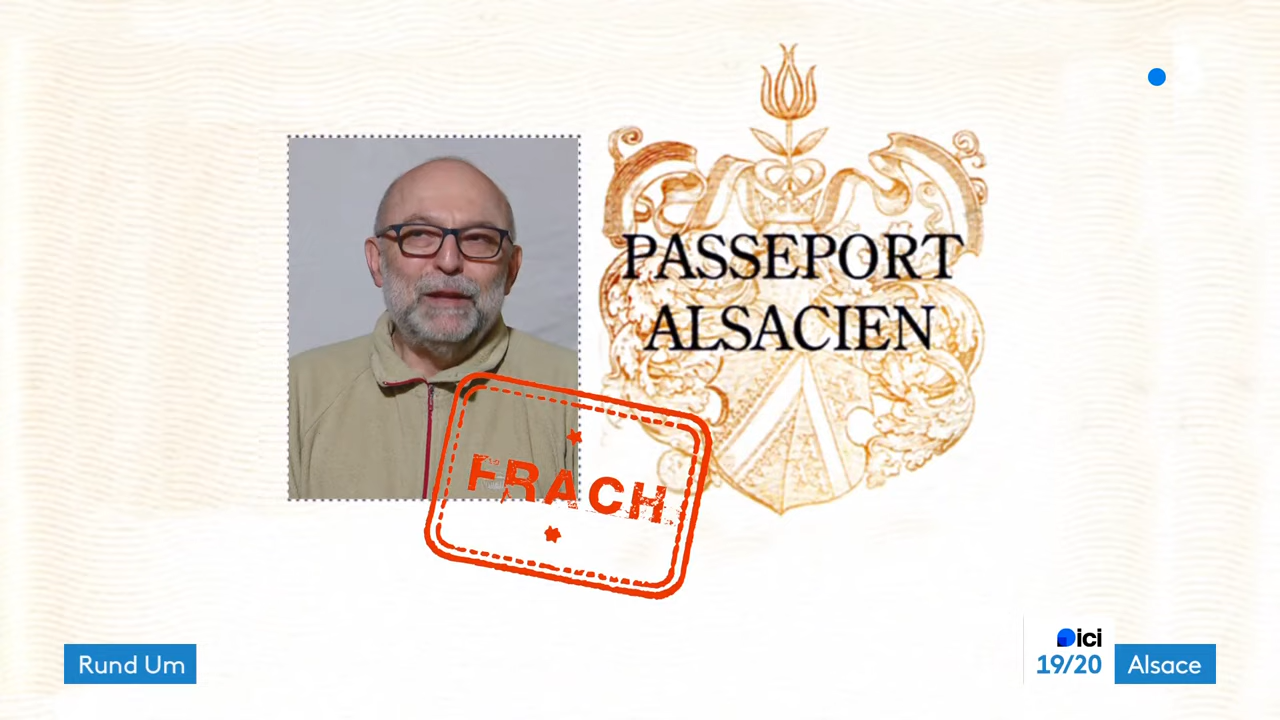 PASSEPORT
ALSACIEN
FRACH
Rund Um
ici
19/20
Alsace